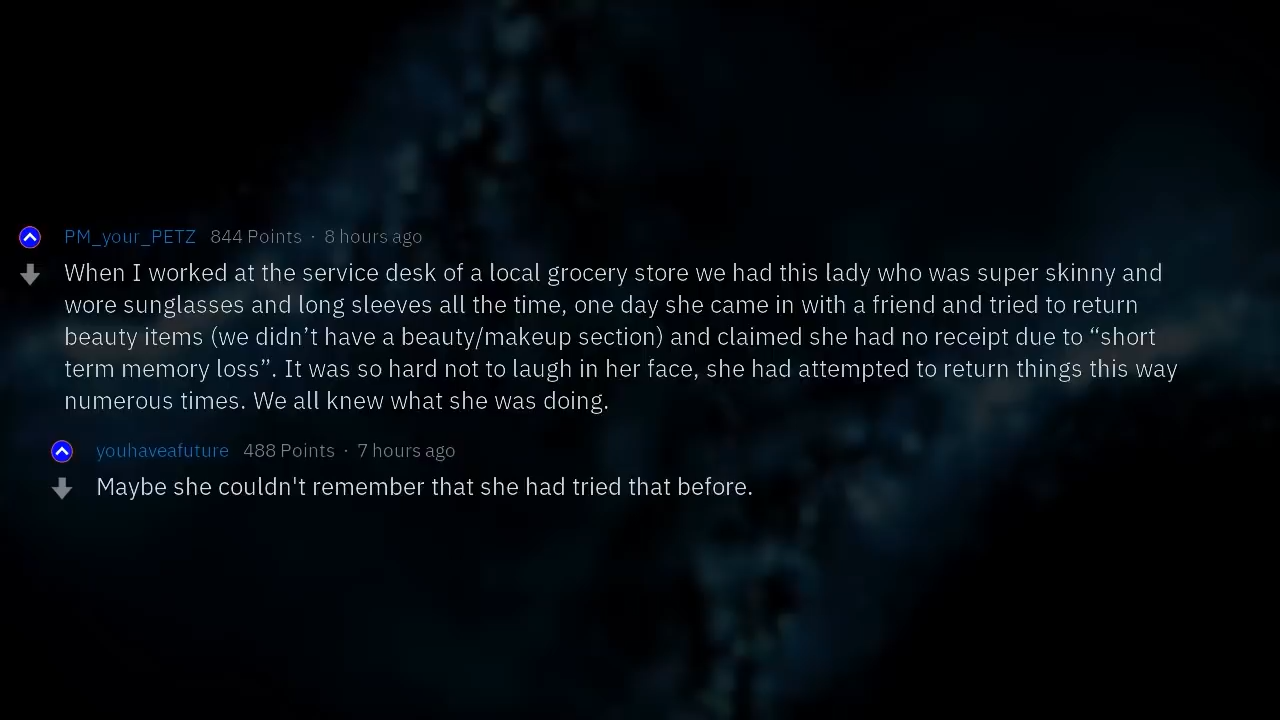 PM_your_PETZ 844 Points · 8 hours ago
When I worked at the service desk of a local grocery store we had this lady who was super skinny and
wore sunglasses and long sleeves all the time, one day she came in with a friend and tried to return
beauty items (we didn’t have a beauty/makeup section) and claimed she had no receipt due to “short
term memory loss”. It was so hard not to laugh in her face, she had attempted to return things this way
numerous times. We all knew what she was doing.
youhaveafuture 488 Points · 7 hours ago
Maybe she couldn't remember that she had tried that before.